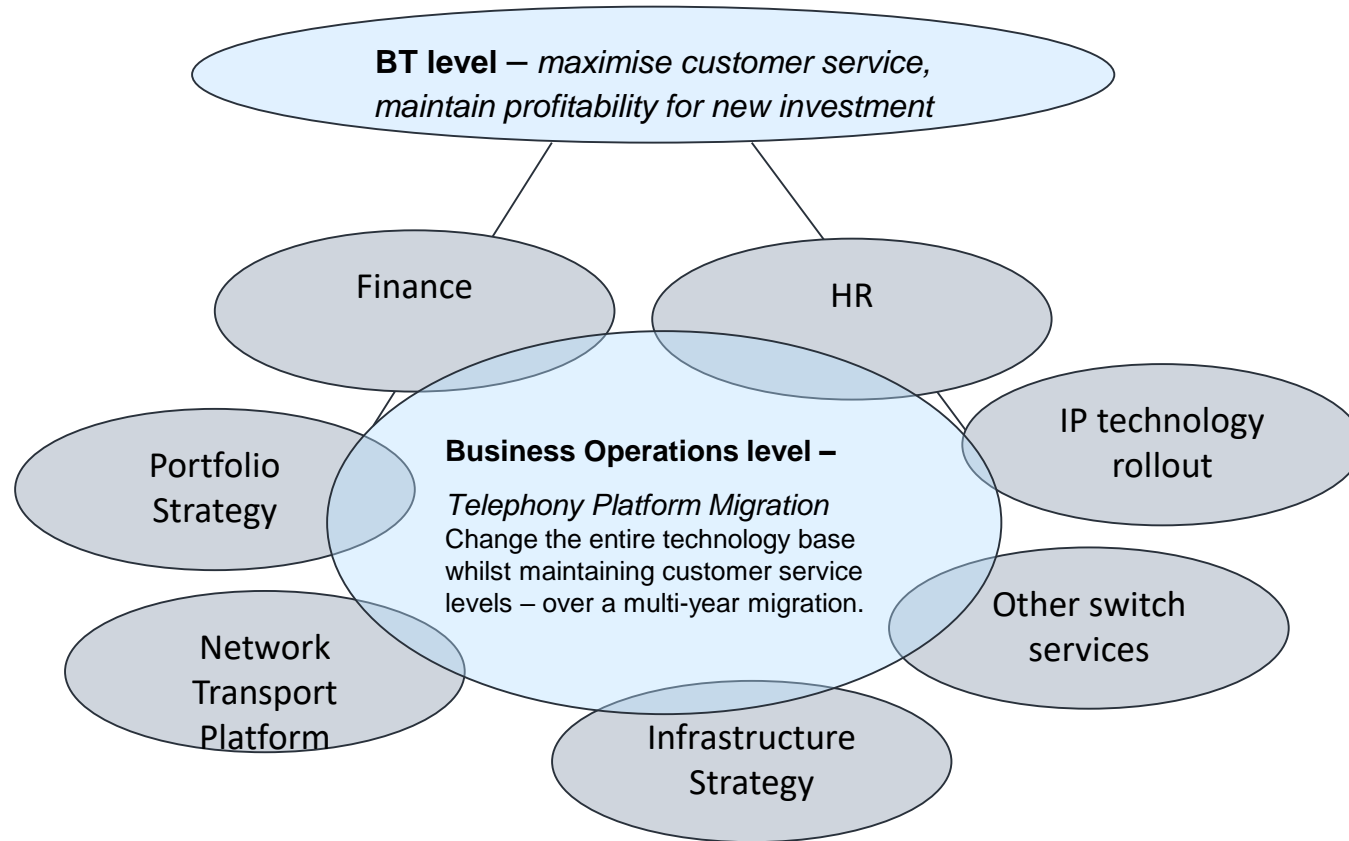 BT level – maximise customer service,
maintain profitability for new investment
Finance
HR
IP technology
rollout
Portfolio
Strategy
Business Operations level –
Telephony Platform Migration
Change the entire technology base
whilst maintaining customer service
levels – over a multi-year migration.
Other switch
services
Network
Transport
Platform
Infrastructure
Strategy